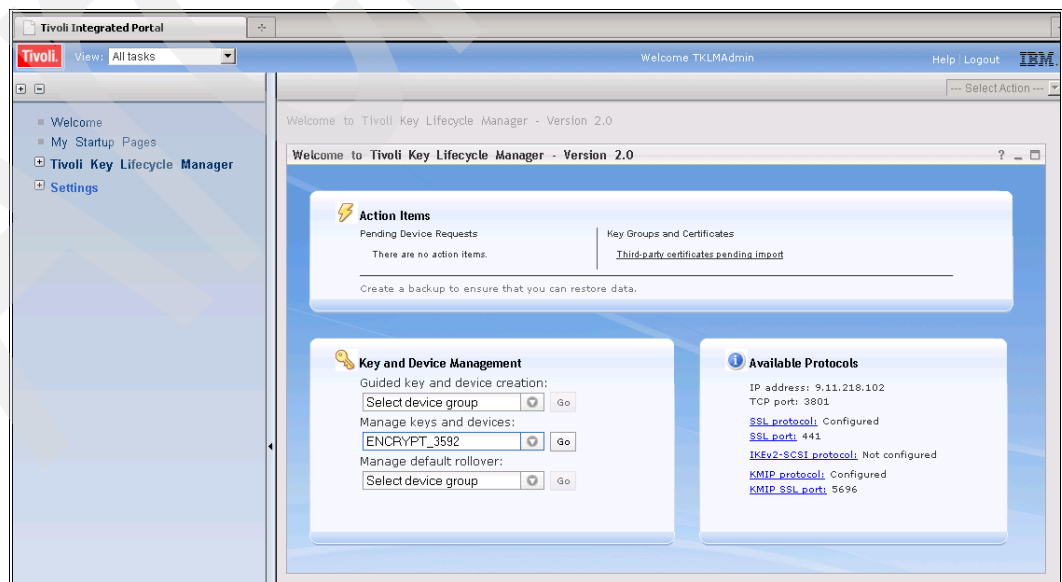 Tivoli Integrated Portal
Tivoli. View: All tasks Welcome TKLMAdmin Help Logout IBM.
--- Select Action ---
Welcome
My Startup Pages
Tivoli Key Lifecycle Manager
Settings
Welcome to Tivoli Key Lifecycle Manager - Version 2.0
Welcome to Tivoli Key Lifecycle Manager - Version 2.0
Action Items
Pending Device Requests
There are no action items.
Key Groups and Certificates
Third-party certificates pending import
Create a backup to ensure that you can restore data.
Key and Device Management
Guided key and device creation:
Select device group Go
Manage keys and devices:
ENCRYPT_3592 Go
Manage default rollover:
Select device group Go
Available Protocols
IP address: 9.11.218.102
TCP port: 3801
SSL protocol: Configured
SSL port: 441
IKEv2-SCSI protocol: Not configured
KMIP protocol: Configured
KMIP SSL port: 5696